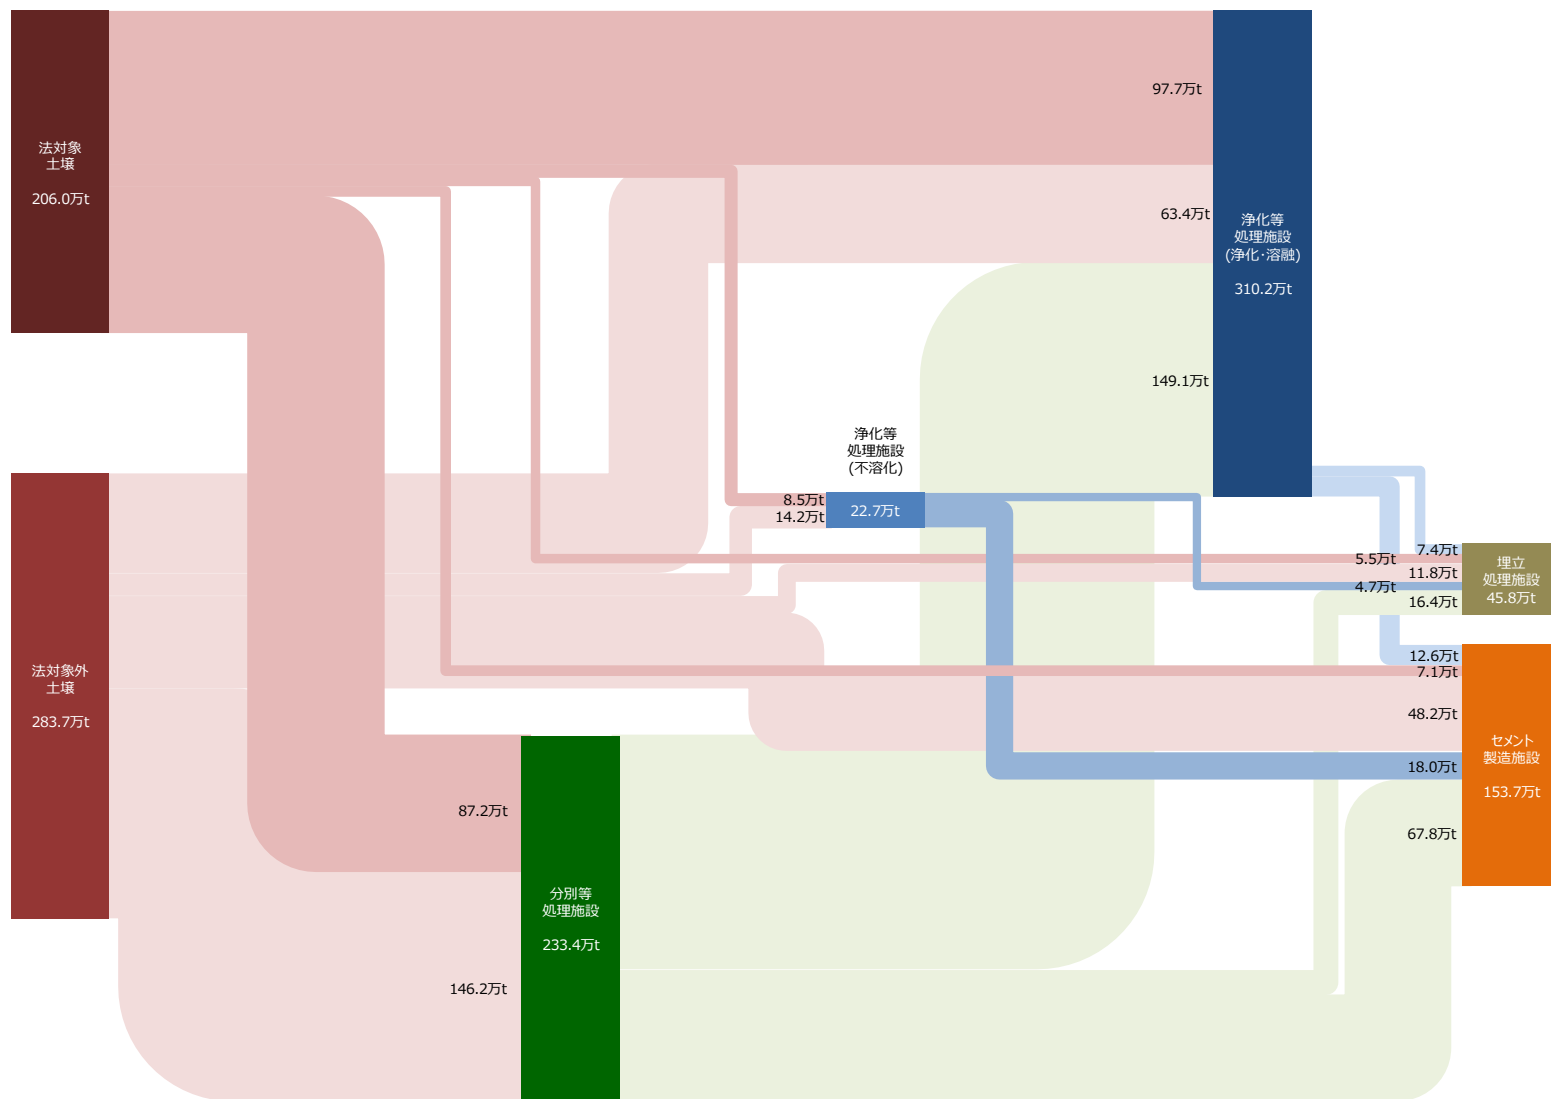 法対象
土壌
206.0万t
97.7万t
63.4万t
149.1万t
浄化等
処理施設
(浄化・溶融)
310.2万t
浄化等
処理施設
(不溶化)
8.5万t
14.2万t
22.7万t
法対象外
土壌
283.7万t
7.4万t
5.5万t
11.8万t
4.7万t
16.4万t
埋立
処理施設
45.8万t
12.6万t
7.1万t
48.2万t
18.0万t
67.8万t
セメント
製造施設
153.7万t
87.2万t
146.2万t
分別等
処理施設
233.4万t